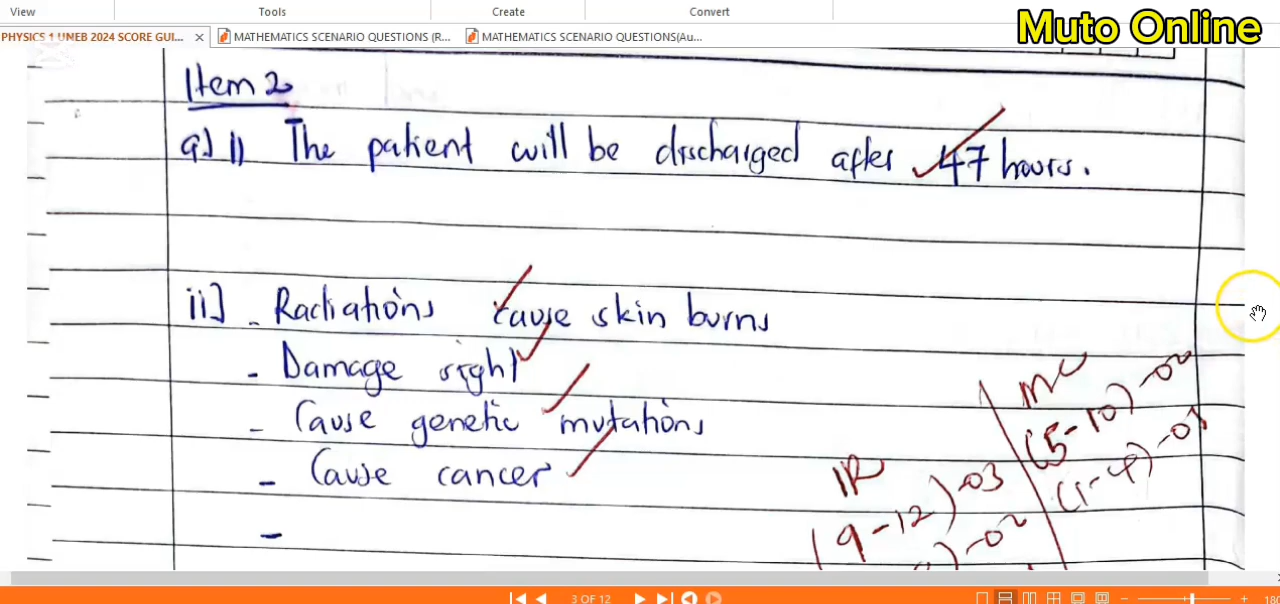 View Tools Create Convert
Muto Online
PHYSICS 1 UNEB 2024 SCORE GUI... × MATHEMATICS SCENARIO QUESTIONS (R... MATHEMATICS SCENARIO QUESTIONS(Au...
Item 2
a) i) The patient will be discharged after 47 hours.
ii] - Radiations cause skin burns
- Damage sight
- Cause genetic mutations
- Cause cancer
-
MC
(5-10) -02
(1-4) -01
IR
(9-12) -03
) -02
3 OF 12
180